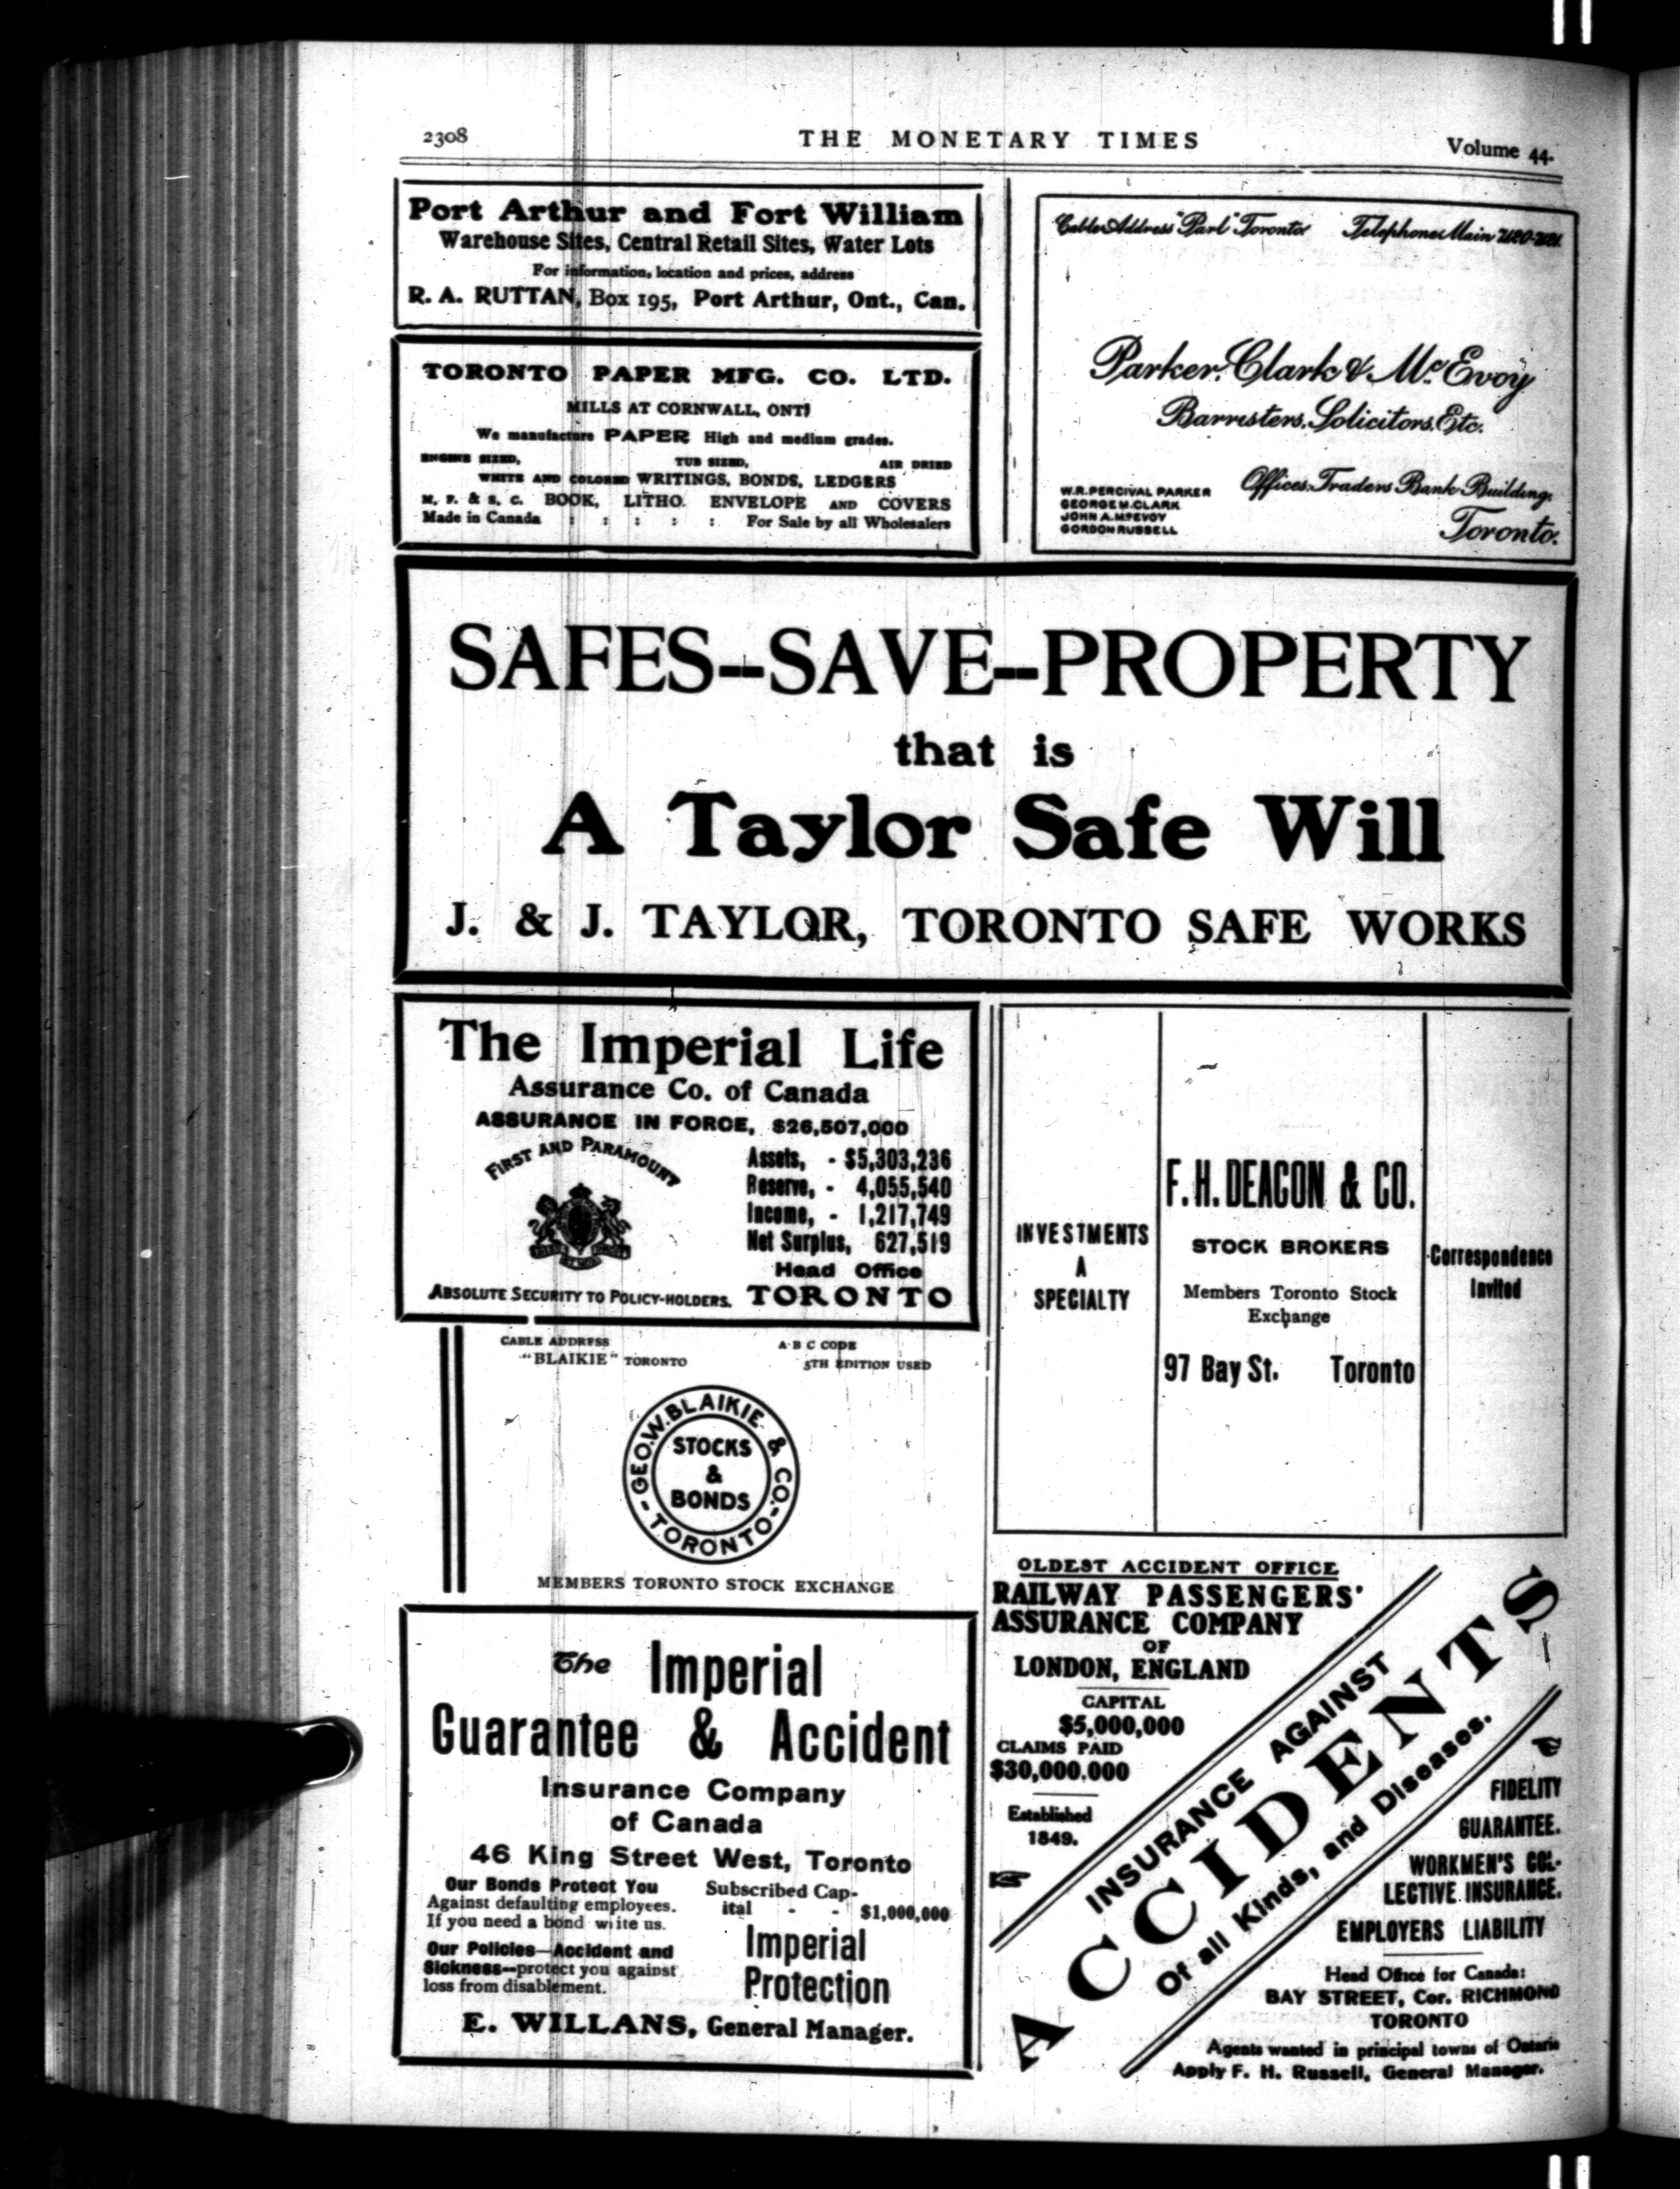 2308
THE MONETARY TIMES
Volume 44.
Port Arthur and Fort William
Warehouse Sites, Central Retail Sites, Water Lots
For information, location and prices, address
R. A. RUTTAN, Box 195, Port Arthur, Ont., Can.
TORONTO PAPER MFG. CO. LTD.
MILLS AT CORNWALL, ONT
We manufacture PAPER High and medium grades.
ENGINE SIZED, TUB SIZED, AIR DRIED
WHITE AND COLORED WRITINGS, BONDS, LEDGERS
M. F. & S. C. BOOK, LITHO. ENVELOPE AND COVERS
Made in Canada : : : : : For Sale by all Wholesalers
Cable Address "Parl" Toronto Telephones Main
Parker, Clark & McEvoy
Barristers, Solicitors, Etc.
W.R. PERCIVAL PARKER
GEORGE M. CLARK
JOHN A. McEVOY
GORDON RUSSELL
Offices: Traders Bank Building,
Toronto.
SAFES--SAVE--PROPERTY
that is
A Taylor Safe Will
J. & J. TAYLOR, TORONTO SAFE WORKS
The Imperial Life
Assurance Co. of Canada
ASSURANCE IN FORCE, $26,507,000
FIRST AND PARAMOUNT
Assets, - $5,303,236
Reserve, - 4,055,540
Income, - 1,217,749
Net Surplus, 627,519
Head Office
ABSOLUTE SECURITY TO POLICY-HOLDERS. TORONTO
INVESTMENTS
A
SPECIALTY
F. H. DEACON & CO.
STOCK BROKERS
Members Toronto Stock
Exchange
97 Bay St. Toronto
Correspondence
Invited
CABLE ADDRESS
"BLAIKIE" TORONTO
A B C CODE
5TH EDITION USED
GEO. W. BLAIKIE & CO.
STOCKS
&
BONDS
- TORONTO -
MEMBERS TORONTO STOCK EXCHANGE
The Imperial
Guarantee & Accident
Insurance Company
of Canada
46 King Street West, Toronto
Our Bonds Protect You
Against defaulting employees.
If you need a bond write us.
Our Policies—Accident and
Sickness—protect you against
loss from disablement.
Subscribed Cap-
ital - - $1,000,000
Imperial
Protection
E. WILLANS, General Manager.
OLDEST ACCIDENT OFFICE
RAILWAY PASSENGERS'
ASSURANCE COMPANY
OF
LONDON, ENGLAND
CAPITAL
$5,000,000
CLAIMS PAID
$30,000.000
Established
1849.
INSURANCE AGAINST
ACCIDENTS
Of all Kinds, and Diseases.
FIDELITY
GUARANTEE.
WORKMEN'S COL-
LECTIVE INSURANCE.
EMPLOYERS LIABILITY
Head Office for Canada:
BAY STREET, Cor. RICHMOND
TORONTO
Agents wanted in principal towns of Ontario
Apply F. H. Russell, General Manager.